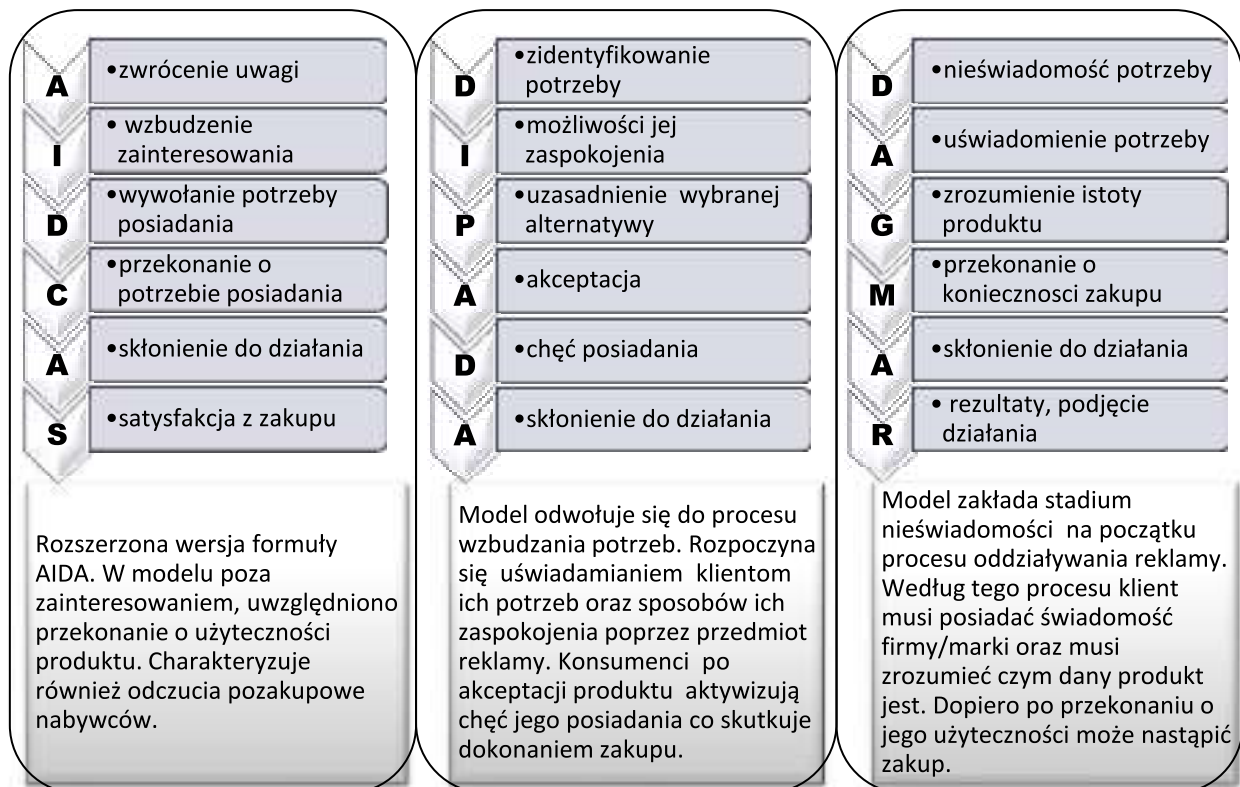 A
•zwrócenie uwagi
I
• wzbudzenie
zainteresowania
D
•wywołanie potrzeby
posiadania
C
•przekonanie o
potrzebie posiadania
A
•skłonienie do działania
S
•satysfakcja z zakupu
Rozszerzona wersja formuły
AIDA. W modelu poza
zainteresowaniem, uwzględniono
przekonanie o użyteczności
produktu. Charakteryzuje
również odczucia pozakupowe
nabywców.
D
•zidentyfikowanie
potrzeby
I
•możliwości jej
zaspokojenia
P
•uzasadnienie wybranej
alternatywy
A
•akceptacja
D
•chęć posiadania
A
•skłonienie do działania
Model odwołuje się do procesu
wzbudzania potrzeb. Rozpoczyna
się uświadamianiem klientom
ich potrzeb oraz sposobów ich
zaspokojenia poprzez przedmiot
reklamy. Konsumenci po
akceptacji produktu aktywizują
chęć jego posiadania co skutkuje
dokonaniem zakupu.
D
•nieświadomość potrzeby
A
•uświadomienie potrzeby
G
•zrozumienie istoty
produktu
M
•przekonanie o
koniecznosci zakupu
A
•skłonienie do działania
R
• rezultaty, podjęcie
działania
Model zakłada stadium
nieświadomości na początku
procesu oddziaływania reklamy.
Według tego procesu klient
musi posiadać świadomość
firmy/marki oraz musi
zrozumieć czym dany produkt
jest. Dopiero po przekonaniu o
jego użyteczności może nastąpić
zakup.